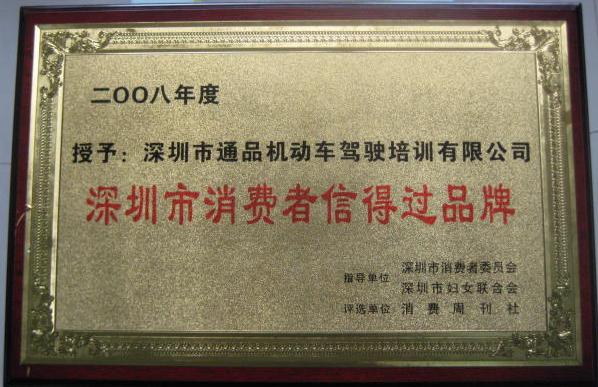 二〇〇八年度
授予：深圳市通品机动车驾驶培训有限公司
深圳市消费者信得过品牌
指导单位 深圳市消费者委员会
深圳市妇女联合会
评选单位 消费周刊社